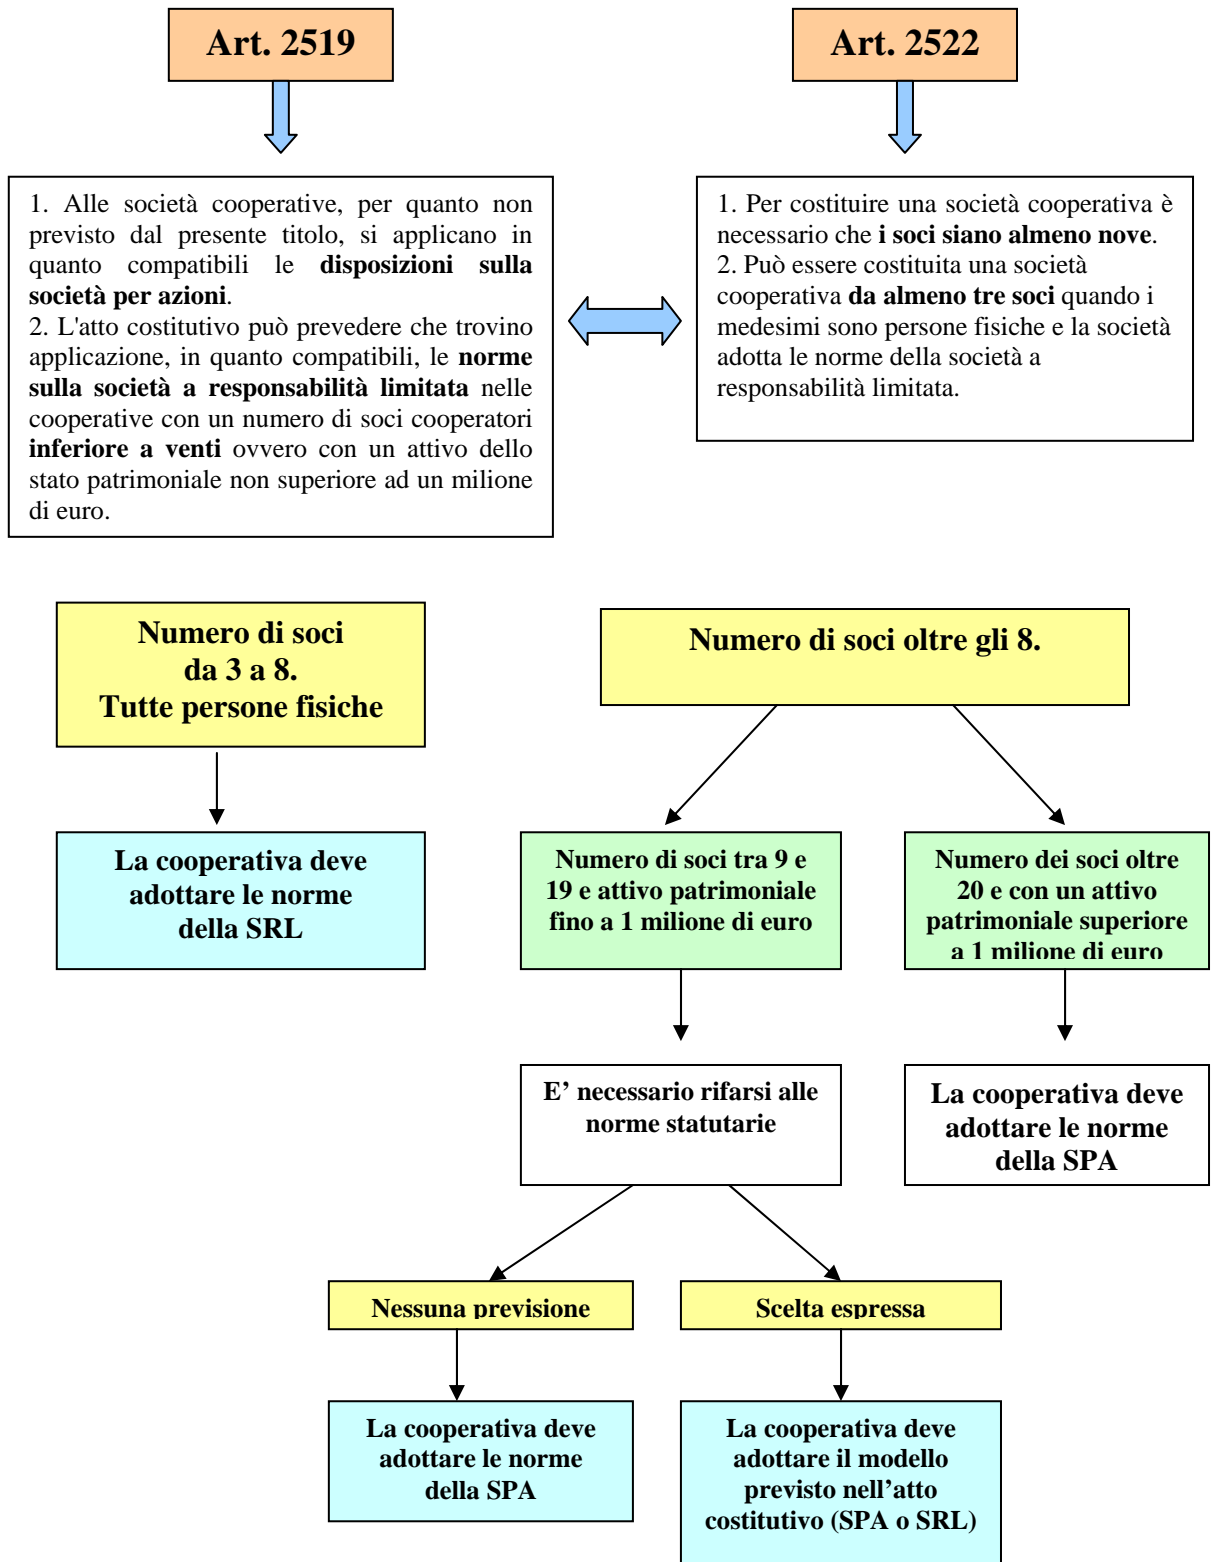 Art. 2519
Art. 2522
1. Alle società cooperative, per quanto non
previsto dal presente titolo, si applicano in
quanto compatibili le disposizioni sulla
società per azioni.
2. L'atto costitutivo può prevedere che trovino
applicazione, in quanto compatibili, le norme
sulla società a responsabilità limitata nelle
cooperative con un numero di soci cooperatori
inferiore a venti ovvero con un attivo dello
stato patrimoniale non superiore ad un milione
di euro.
1. Per costituire una società cooperativa è
necessario che i soci siano almeno nove.
2. Può essere costituita una società
cooperativa da almeno tre soci quando i
medesimi sono persone fisiche e la società
adotta le norme della società a
responsabilità limitata.
Numero di soci
da 3 a 8.
Tutte persone fisiche
Numero di soci oltre gli 8.
La cooperativa deve
adottare le norme
della SRL
Numero di soci tra 9 e
19 e attivo patrimoniale
fino a 1 milione di euro
Numero dei soci oltre
20 e con un attivo
patrimoniale superiore
a 1 milione di euro
E' necessario rifarsi alle
norme statutarie
La cooperativa deve
adottare le norme
della SPA
Nessuna previsione
Scelta espressa
La cooperativa deve
adottare le norme
della SPA
La cooperativa deve
adottare il modello
previsto nell'atto
costitutivo (SPA o SRL)